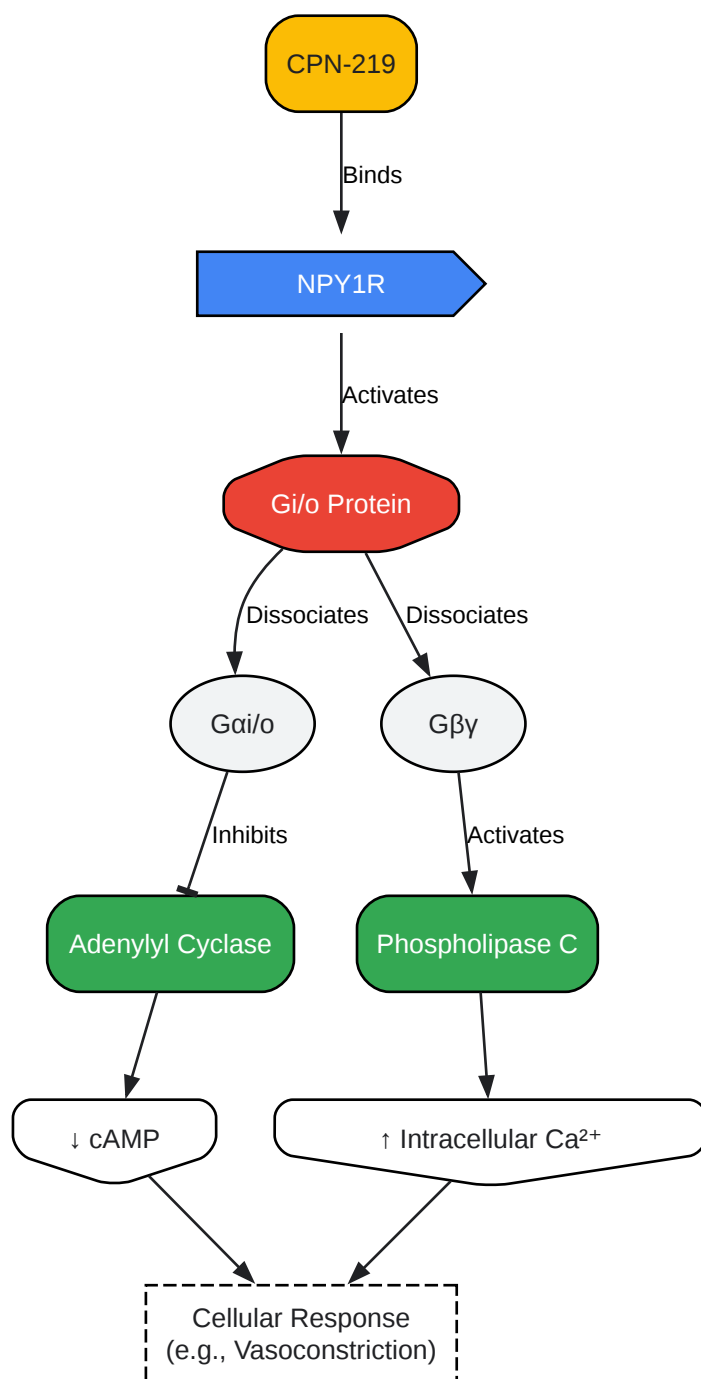 CPN-219
Binds
NPY1R
Activates
Gi/o Protein
Dissociates
Dissociates
Gαi/o
Gβγ
Inhibits
Activates
Adenylyl Cyclase
Phospholipase C
↓ cAMP
↑ Intracellular Ca²⁺
Cellular Response
(e.g., Vasoconstriction)